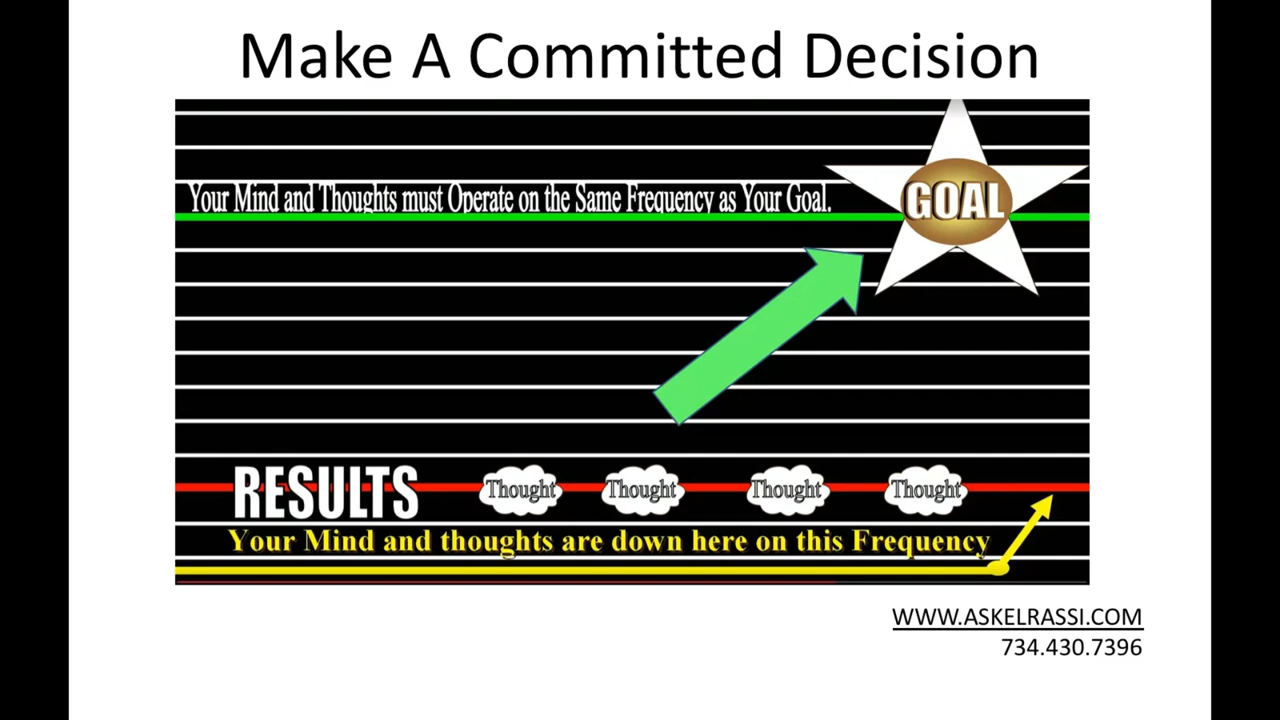 Make A Committed Decision
Your Mind and Thoughts must Operate on the Same Frequency as Your Goal.
GOAL
RESULTS
Thought Thought Thought Thought
Your Mind and thoughts are down here on this Frequency
WWW.ASKELRASSI.COM
734.430.7396